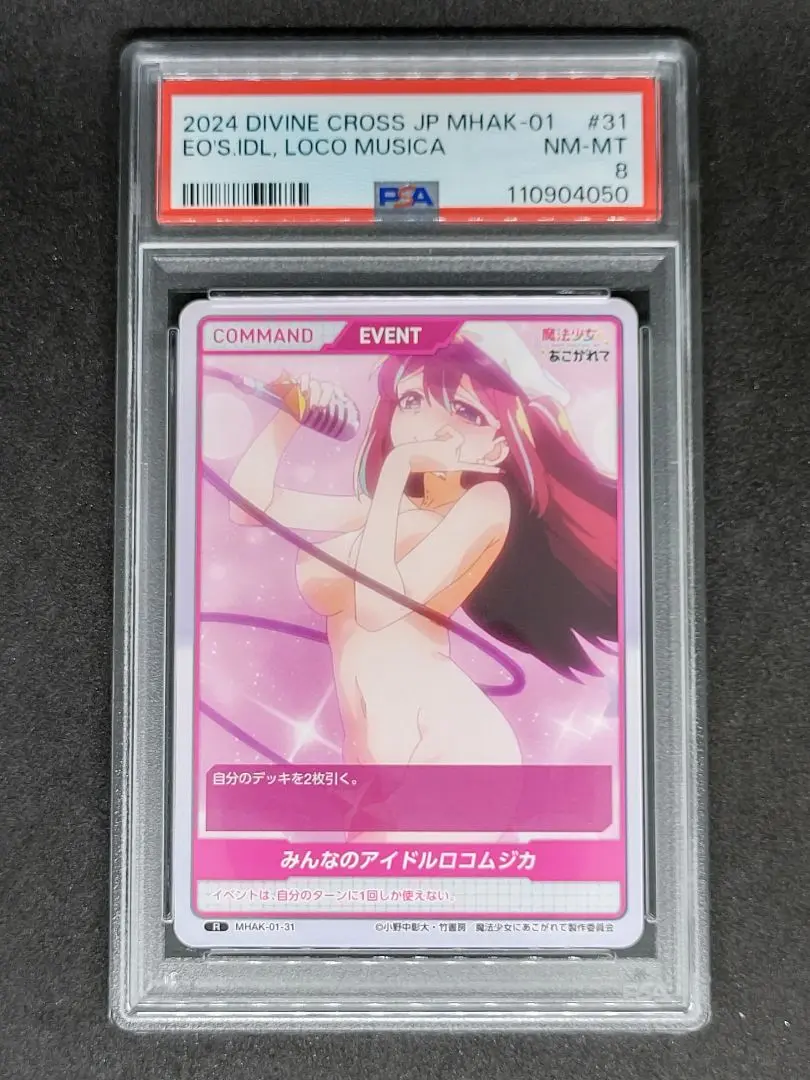 2024 DIVINE CROSS JP MHAK-01 #31
EO'S.IDL, LOCO MUSICA NM-MT
8
PSA 110904050
COMMAND EVENT
魔法少女
あこがれて
自分のデッキを2枚引く。
みんなのアイドルロコムジカ
イベントは、自分のターンに1回しか使えない。
R MHAK-01-31 ©小野中彰大・竹書房/魔法少女にあこがれて製作委員会